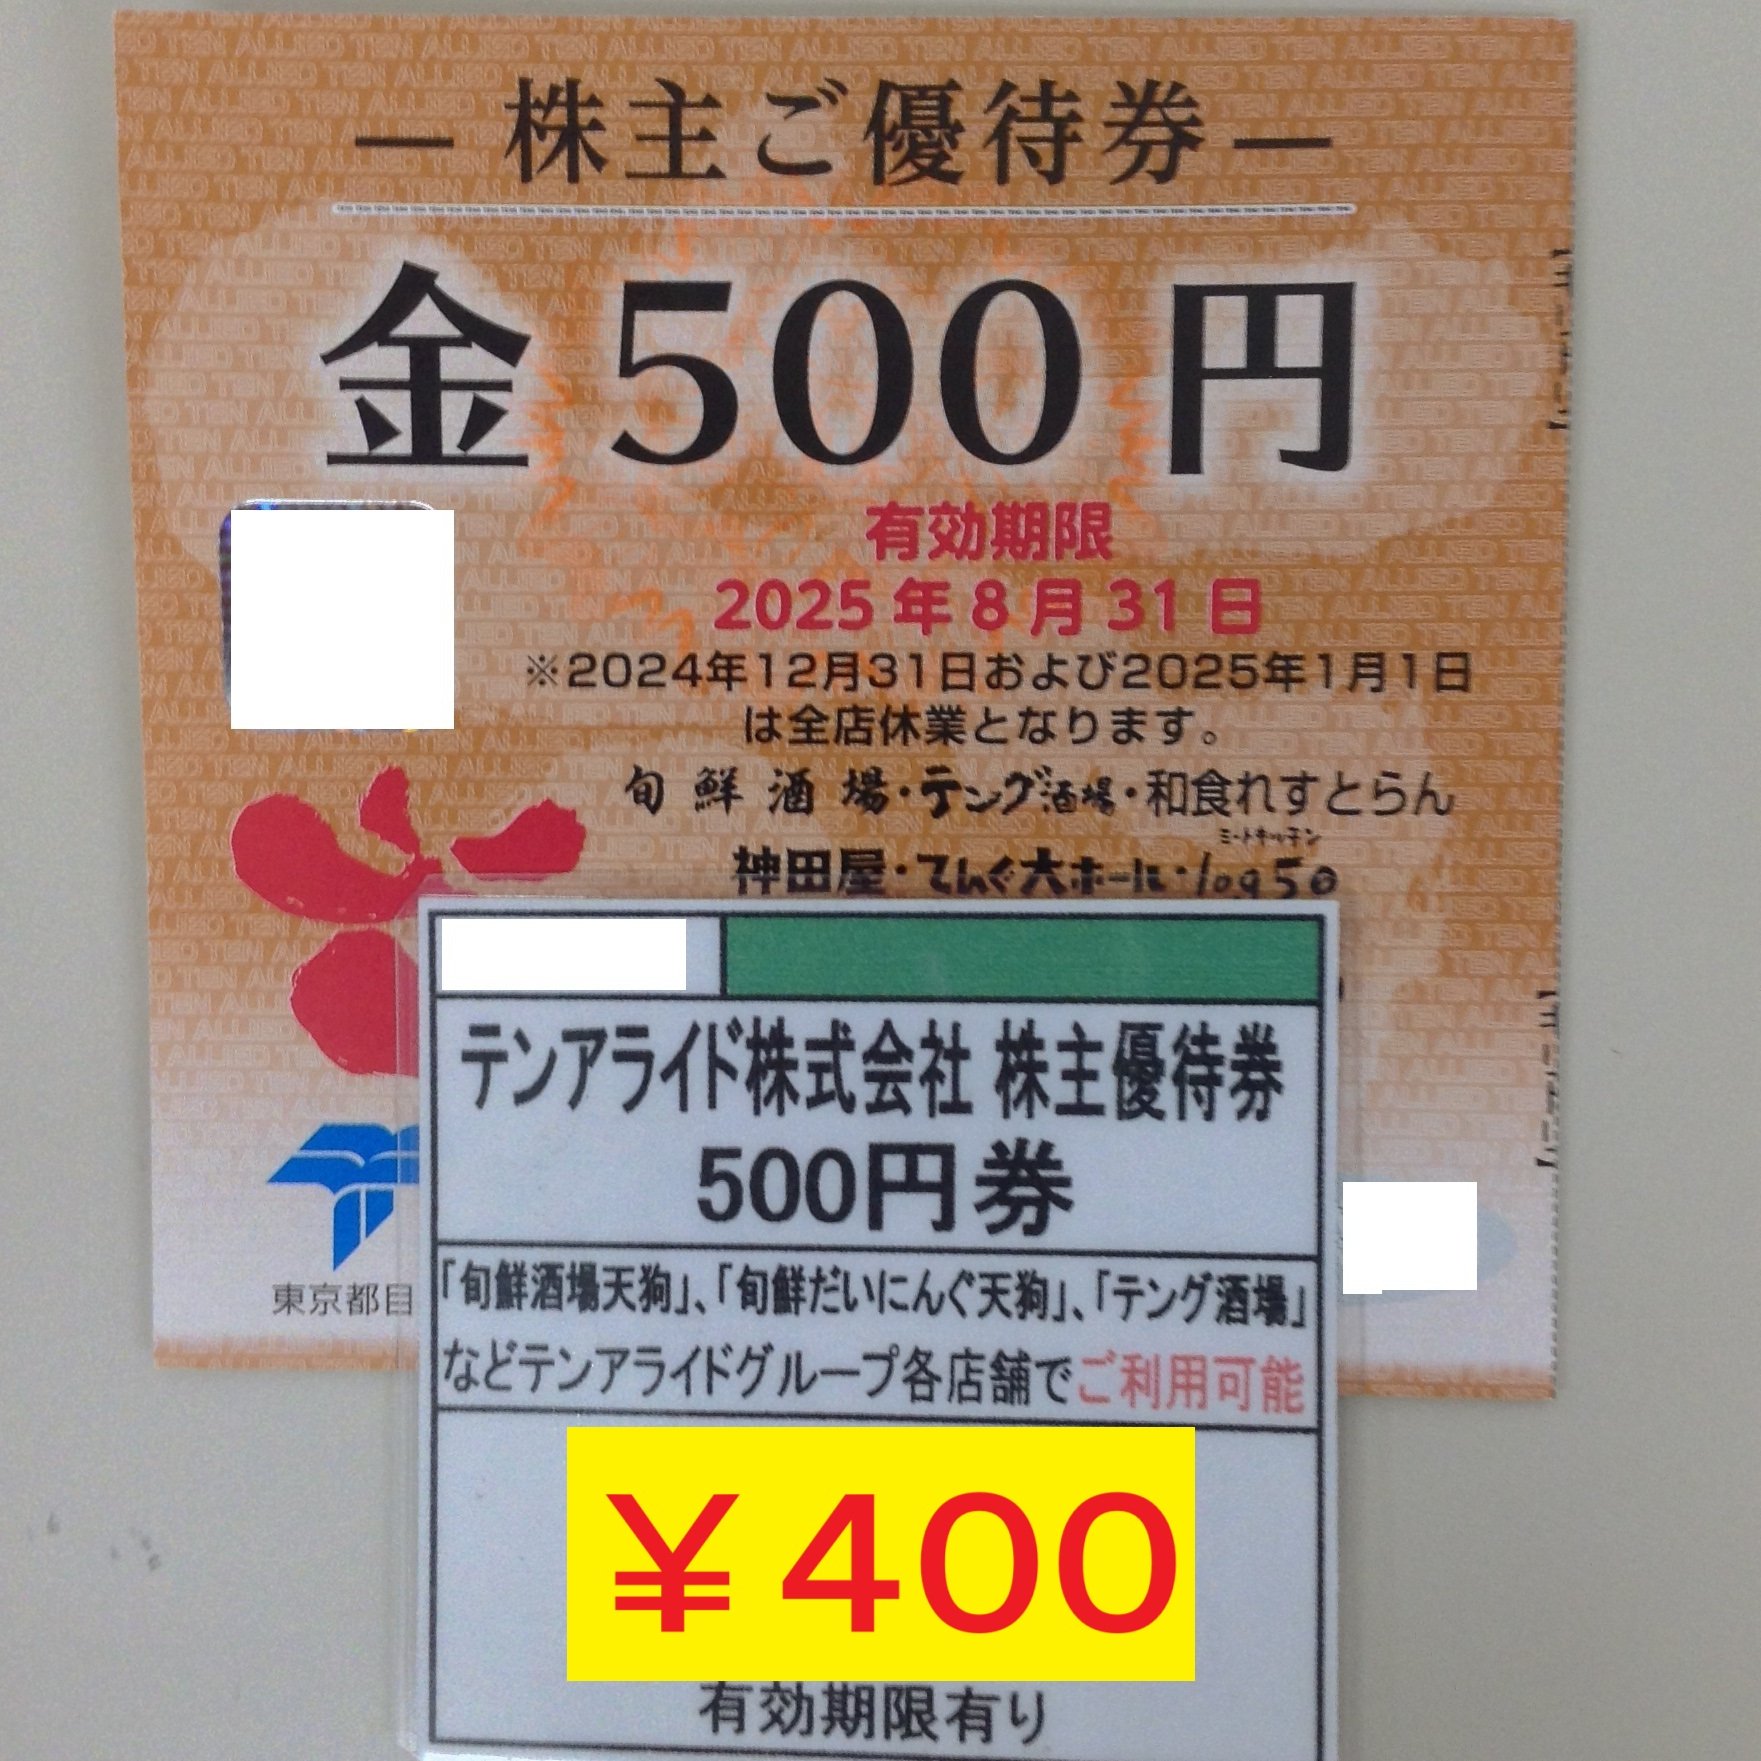 ― 株主ご優待券 ―
金500円
有効期限
2025年8月31日
※2024年12月31日および2025年1月1日
は全店休業となります。
旬鮮酒場・テング酒場・和食れすとらん
ミートキッチン
神田屋・てんぐ大ホール・log50
東京都目
テンアライド株式会社 株主優待券
500円券
「旬鮮酒場天狗」、「旬鮮だいにんぐ天狗」、「テング酒場」
などテンアライドグループ各店舗でご利用可能
￥400
有効期限有り